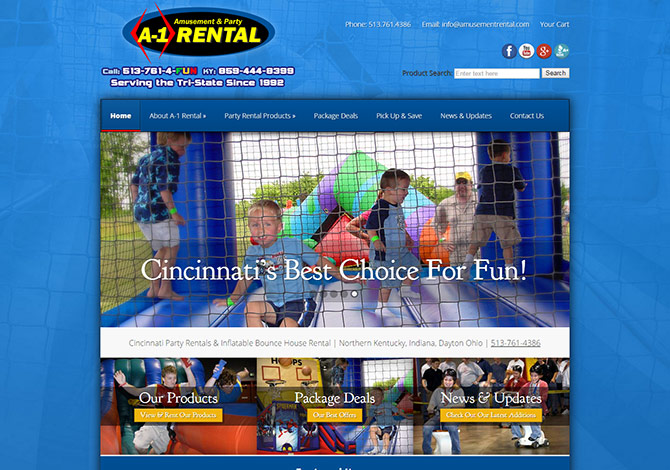 Amusement & Party
A-1 RENTAL
Call: 513-761-4-FUN KY: 859-444-8399
Serving the Tri-State Since 1992
Phone: 513.761.4386 Email: info@amusementrental.com Your Cart
f You Tube g+
Product Search: Enter text here... Search
Home About A-1 Rental » Party Rental Products » Package Deals Pick Up & Save News & Updates Contact Us
Cincinnati's Best Choice For Fun!
Cincinnati Party Rentals & Inflatable Bounce House Rental | Northern Kentucky, Indiana, Dayton Ohio | 513-761-4386
Our Products
View & Rent Our Products
HOOPS
Package Deals
Our Best Offers
News & Updates
Check Out Our Latest Additions